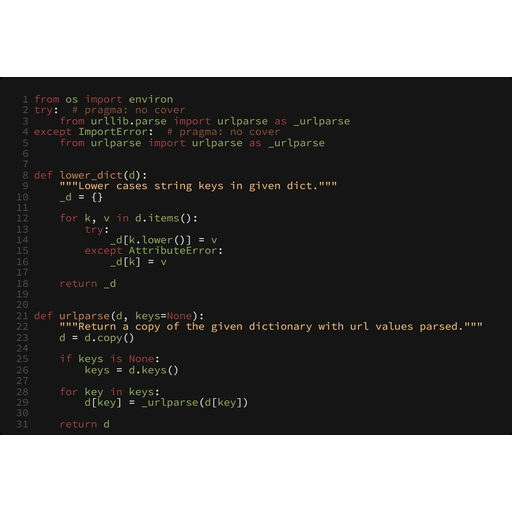 1 from os import environ
2 try:  # pragma: no cover
3     from urllib.parse import urlparse as _urlparse
4 except ImportError:  # pragma: no cover
5     from urlparse import urlparse as _urlparse
6
7
8 def lower_dict(d):
9     """Lower cases string keys in given dict."""
10     _d = {}
11
12     for k, v in d.items():
13         try:
14             _d[k.lower()] = v
15         except AttributeError:
16             _d[k] = v
17
18     return _d
19
20
21 def urlparse(d, keys=None):
22     """Return a copy of the given dictionary with url values parsed."""
23     d = d.copy()
24
25     if keys is None:
26         keys = d.keys()
27
28     for key in keys:
29         d[key] = _urlparse(d[key])
30
31     return d